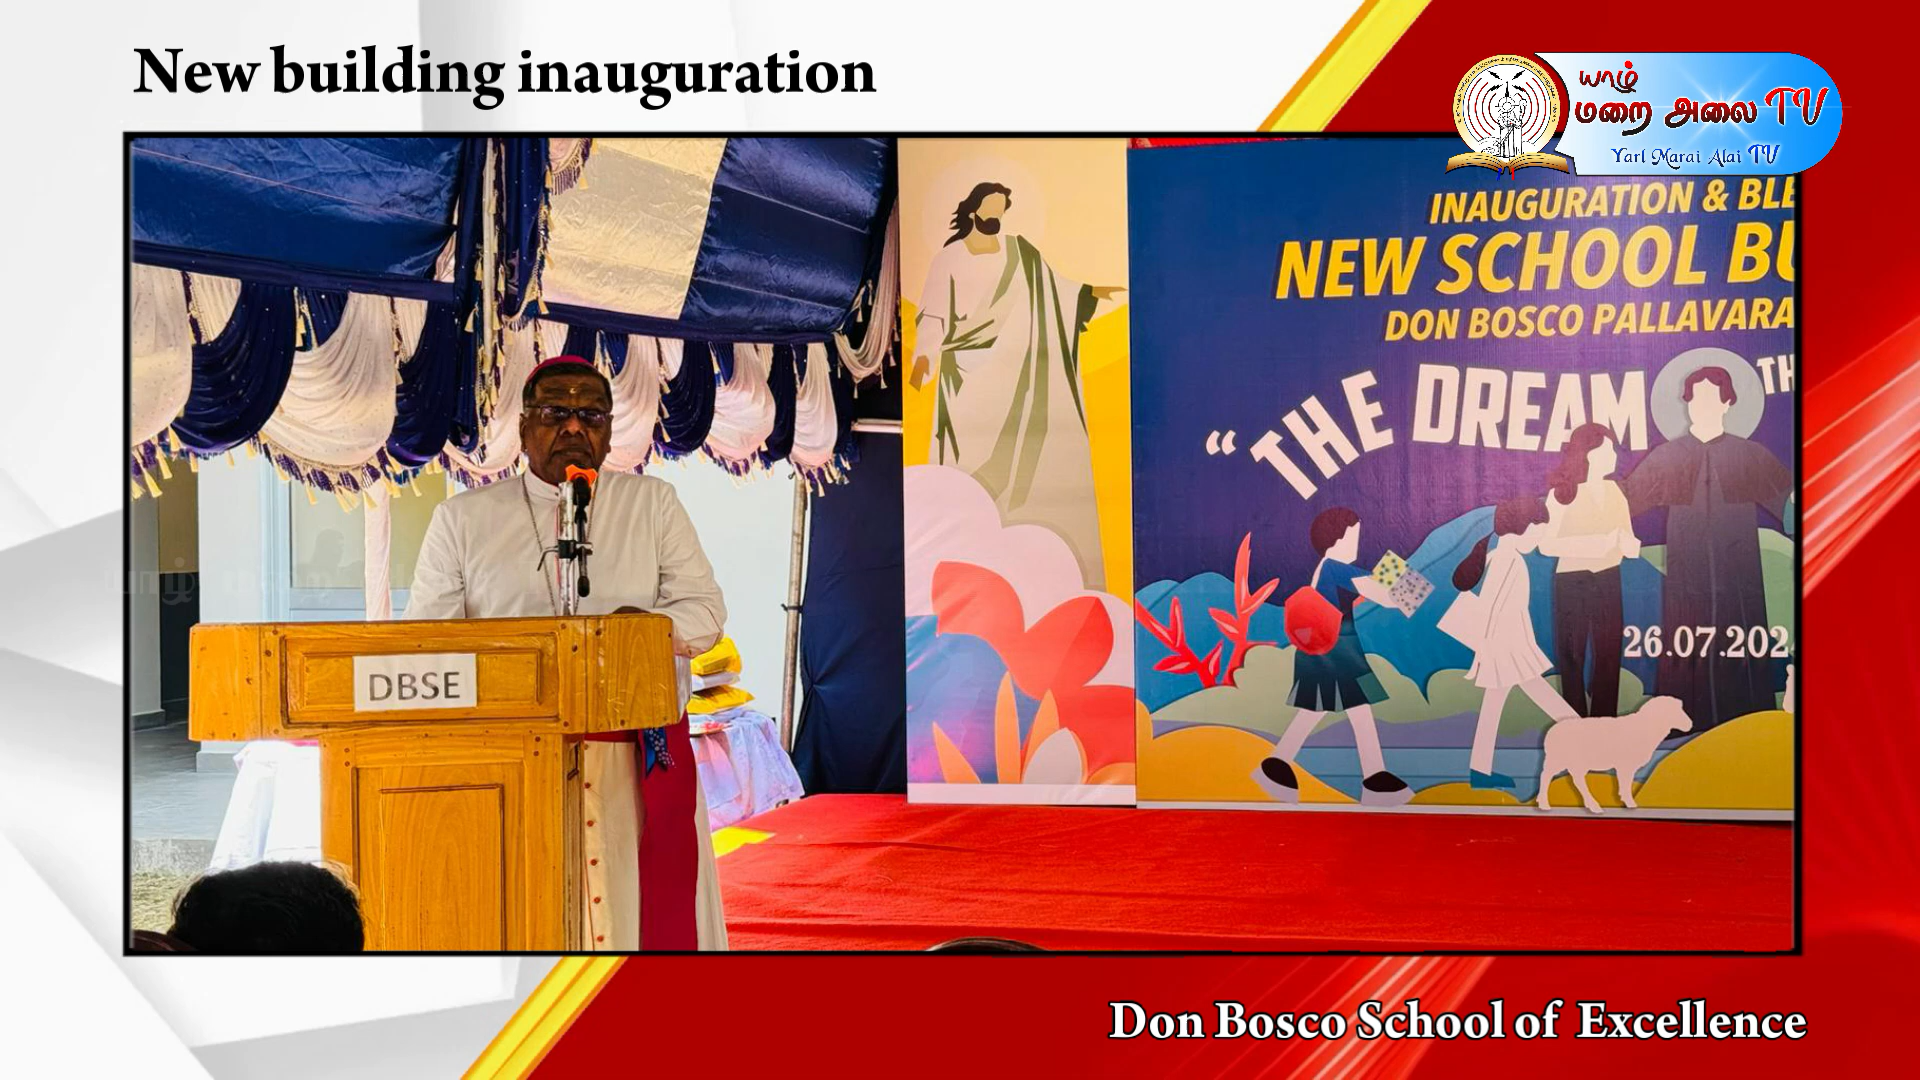 New building inauguration
யாழ்
மறை அலை TV
Yarl Marai Alai TV
INAUGURATION & BLE
NEW SCHOOL BU
DON BOSCO PALLAVARA
"THE DREAM TH
26.07.202
DBSE
Don Bosco School of Excellence